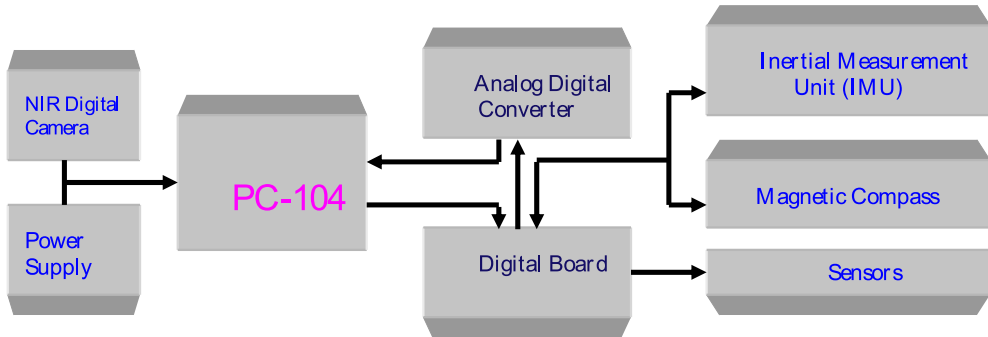 NIR Digital
Camera
Power
Supply
PC-104
Analog Digital
Converter
Digital Board
Inertial Measurement
Unit (IMU)
Magnetic Compass
Sensors